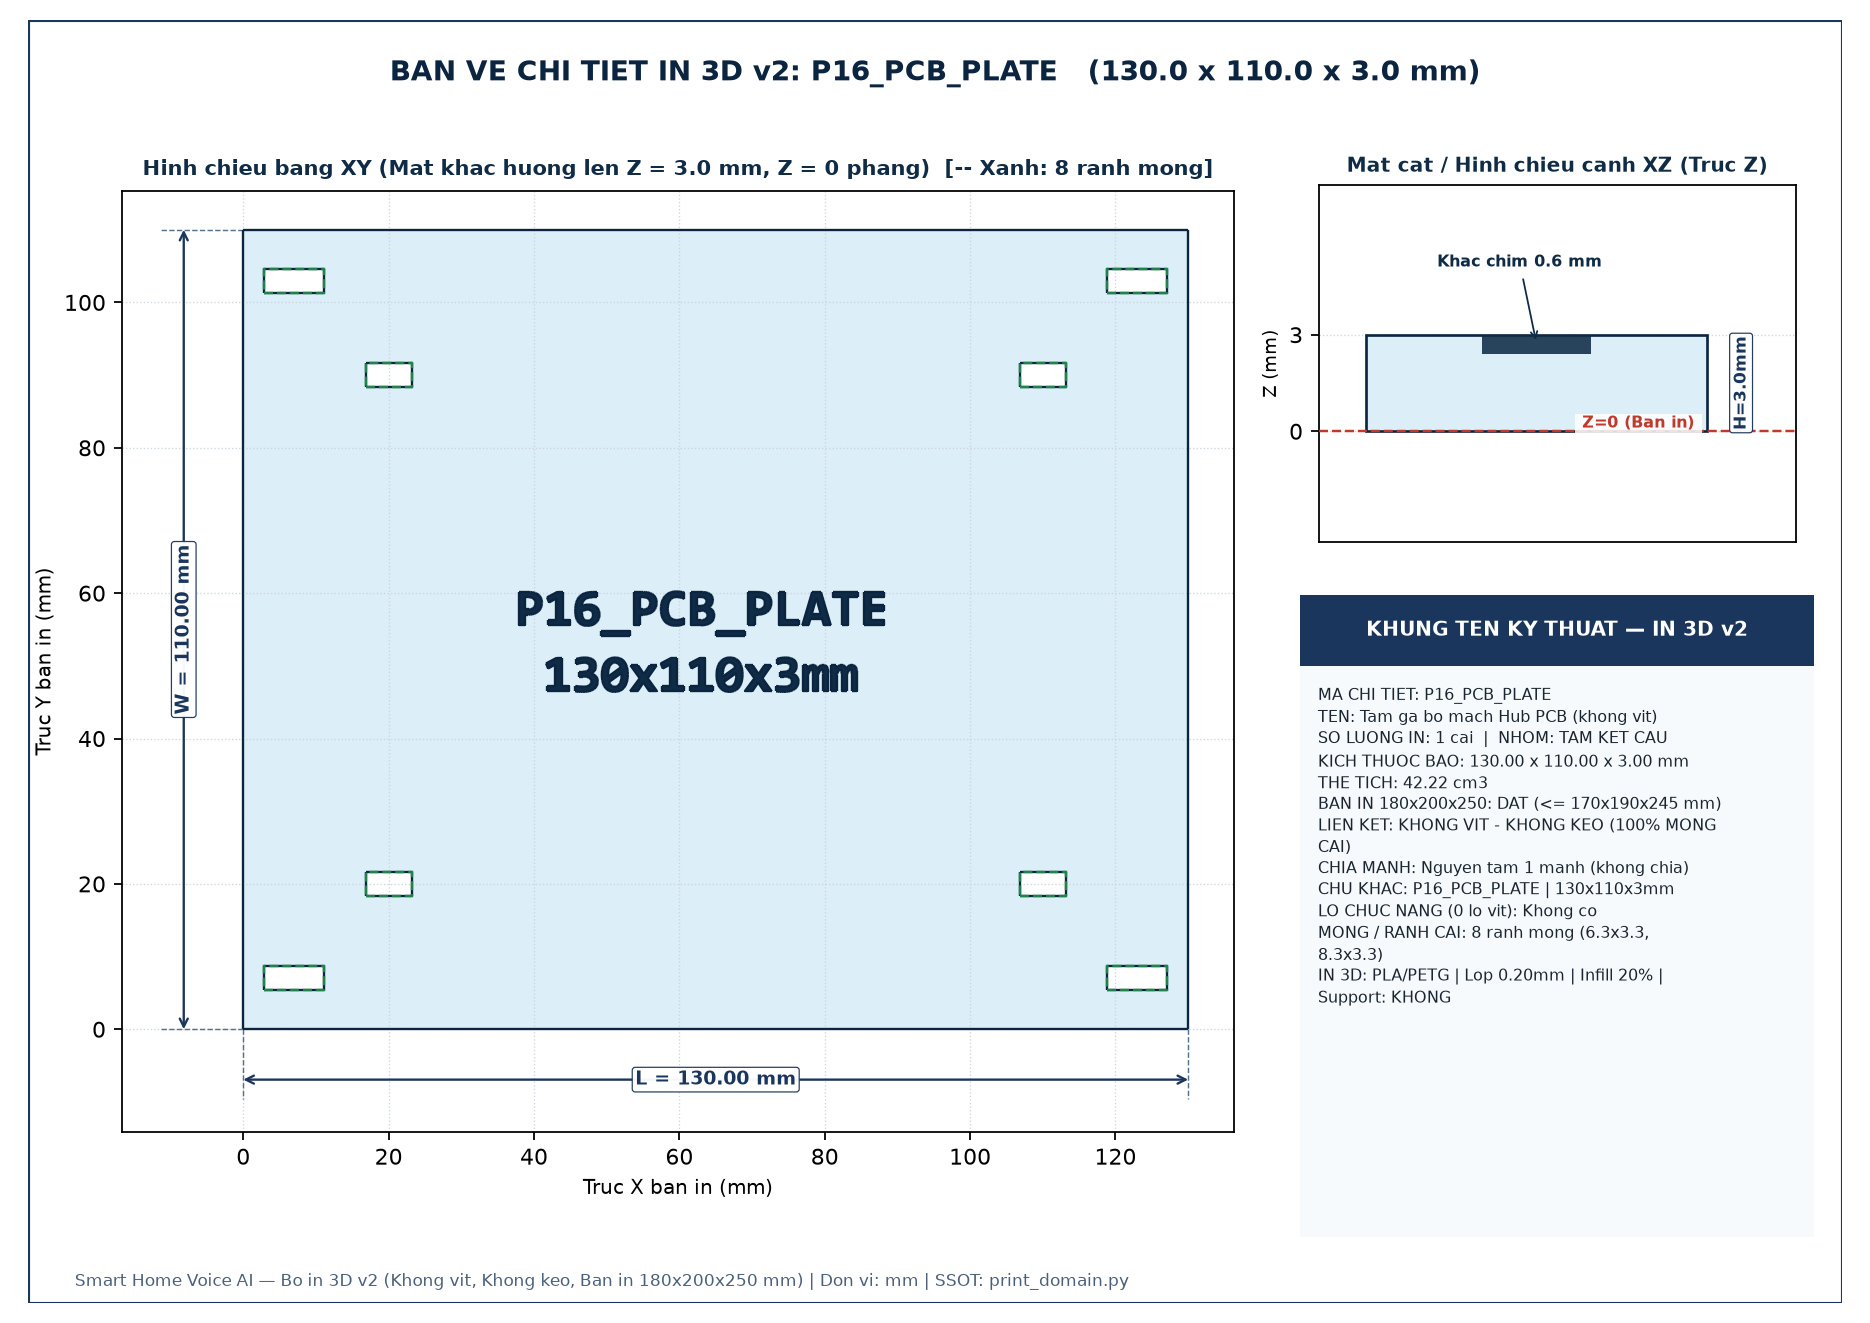 BAN VE CHI TIET IN 3D v2: P16_PCB_PLATE (130.0 x 110.0 x 3.0 mm)
Hinh chieu bang XY (Mat khac huong len Z = 3.0 mm, Z = 0 phang) [-- Xanh: 8 ranh mong]
100
80
60
40
20
0
Truc Y ban in (mm)
W = 110.00 mm
P16_PCB_PLATE
130x110x3mm
L = 130.00 mm
0
20
40
60
80
100
120
Truc X ban in (mm)
Mat cat / Hinh chieu canh XZ (Truc Z)
Khac chim 0.6 mm
3
0
Z (mm)
Z=0 (Ban in)
H=3.0mm
KHUNG TEN KY THUAT — IN 3D v2
MA CHI TIET: P16_PCB_PLATE
TEN: Tam ga bo mach Hub PCB (khong vit)
SO LUONG IN: 1 cai | NHOM: TAM KET CAU
KICH THUOC BAO: 130.00 x 110.00 x 3.00 mm
THE TICH: 42.22 cm3
BAN IN 180x200x250: DAT (<= 170x190x245 mm)
LIEN KET: KHONG VIT - KHONG KEO (100% MONG
CAI)
CHIA MANH: Nguyen tam 1 manh (khong chia)
CHU KHAC: P16_PCB_PLATE | 130x110x3mm
LO CHUC NANG (0 lo vit): Khong co
MONG / RANH CAI: 8 ranh mong (6.3x3.3,
8.3x3.3)
IN 3D: PLA/PETG | Lop 0.20mm | Infill 20% |
Support: KHONG
Smart Home Voice AI — Bo in 3D v2 (Khong vit, Khong keo, Ban in 180x200x250 mm) | Don vi: mm | SSOT: print_domain.py